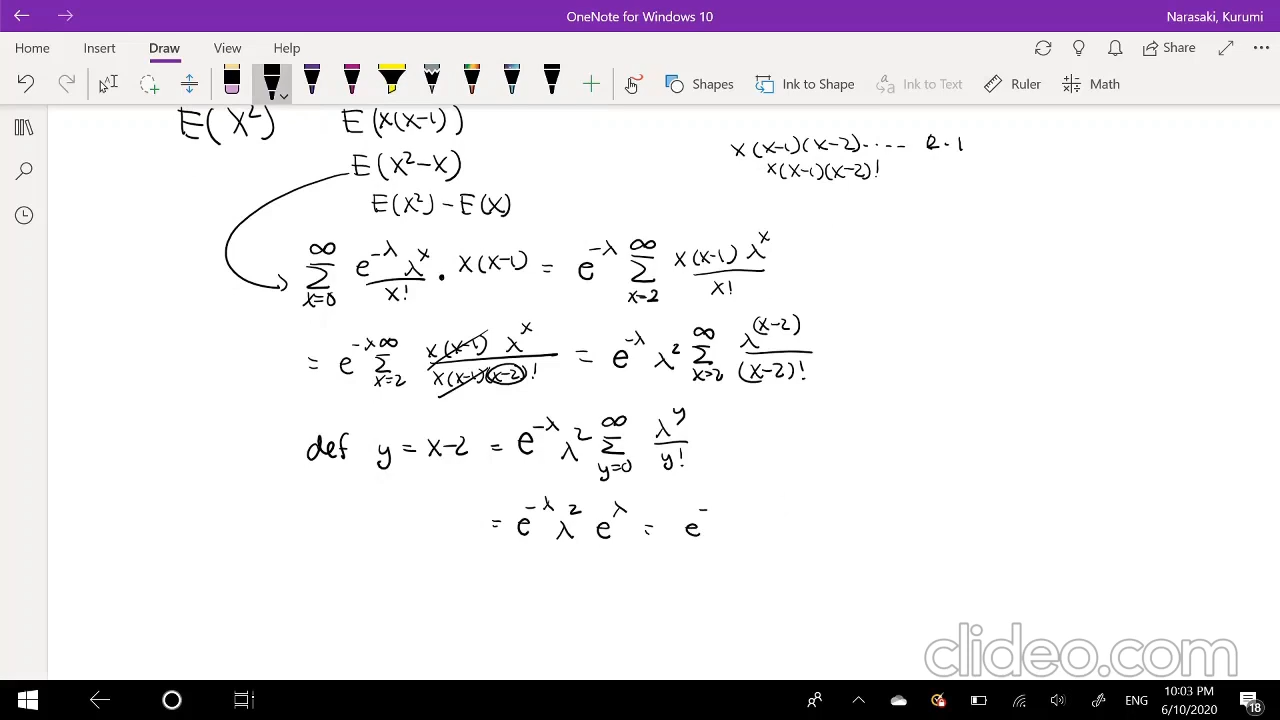 OneNote for Windows 10
Narasaki, Kurumi
Home Insert Draw View Help
Share
Shapes Ink to Shape Ink to Text Ruler Math
E(X²) E(X(X-1))
x(x-1)(x-2)..... 2·1
x(x-1)(x-2)!
E(X²-X)
E(X²) - E(X)
∞ ∑ x=0 e^{-λ} λ^x / x! · x(x-1) = e^{-λ} ∞ ∑ x=2 x(x-1) λ^x / x!
= e^{-λ} ∞ ∑ x=2 x(x-1) λ^x / x(x-1)(x-2)! = e^{-λ} λ² ∞ ∑ x=2 λ^{(x-2)} / (x-2)!
def y = x-2 = e^{-λ} λ² ∞ ∑ y=0 λ^y / y!
= e^{-λ} λ² e^{λ} = e^{-}
clideo.com
ENG
10:03 PM
6/10/2020
18